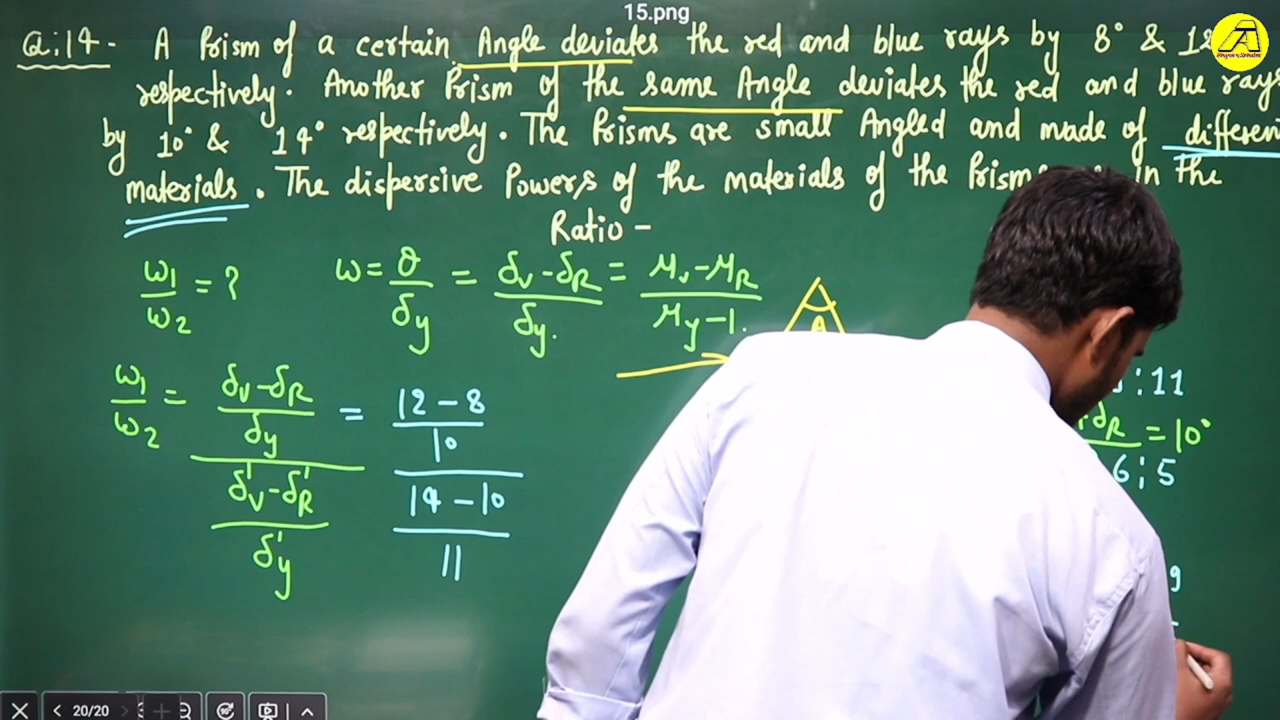 15.png
Q:14 - A Prism of a certain Angle deviates the red and blue rays by 8° &
respectively. Another Prism of the same Angle deviates the red and blue rays
by 10° & 14° respectively. The Prisms are small Angled and made of
materials. The dispersive Powers of the materials of the in the
Ratio -
ω₁/ω₂ = ? ω = θ/δy = (δv - δR)/δy. = (μv - μR)/(μy - 1.
A
ω₁/ω₂ = ((δv - δR)/δy)/((δ'v - δ'R)/δ'y) = ((12 - 8)/10)/((14 - 10)/11)
: 11
δR = 10°
6 : 5
9
20/20